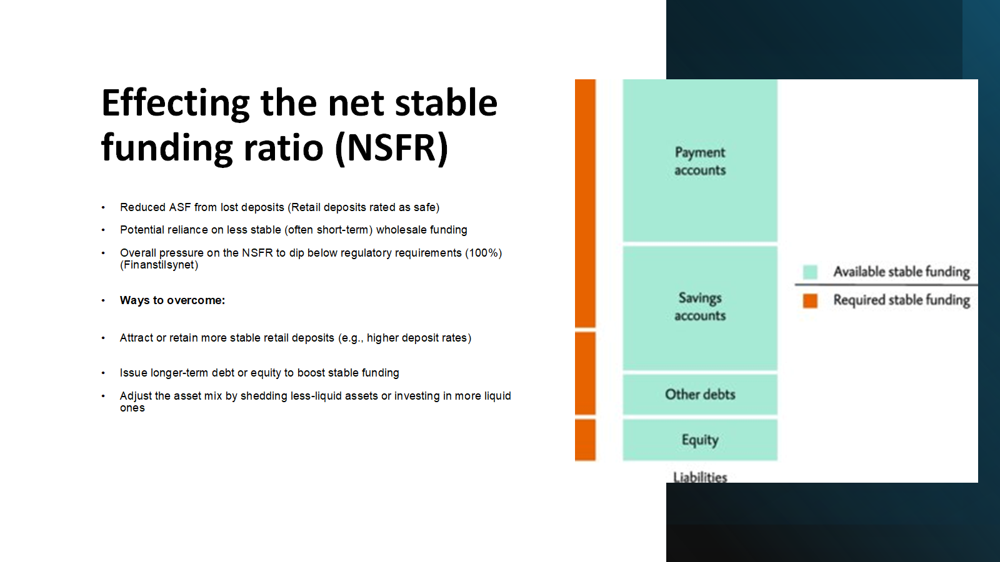 Effecting the net stable
funding ratio (NSFR)
• Reduced ASF from lost deposits (Retail deposits rated as safe)
• Potential reliance on less stable (often short-term) wholesale funding
• Overall pressure on the NSFR to dip below regulatory requirements (100%)
(Finanstilsynet)
• Ways to overcome:
• Attract or retain more stable retail deposits (e.g., higher deposit rates)
• Issue longer-term debt or equity to boost stable funding
• Adjust the asset mix by shedding less-liquid assets or investing in more liquid
ones
Payment
accounts
Savings
accounts
Other debts
Equity
Liabilities
Available stable funding
Required stable funding